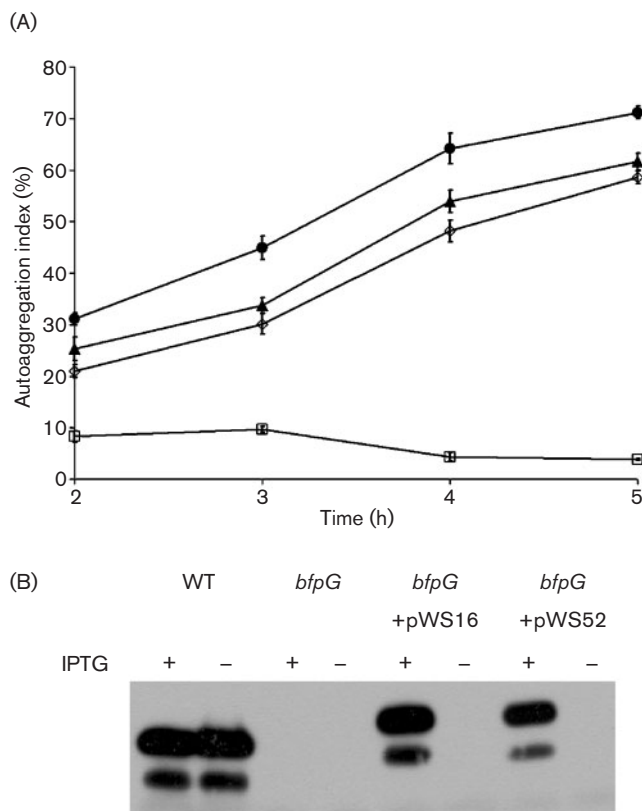 (A)
80
70
60
50
40
30
20
10
0
Autoaggregation index (%)
2
3
4
5
Time (h)
(B)
WT
bfpG
bfpG
+pWS16
bfpG
+pWS52
IPTG
+
–
+
–
+
–
+
–